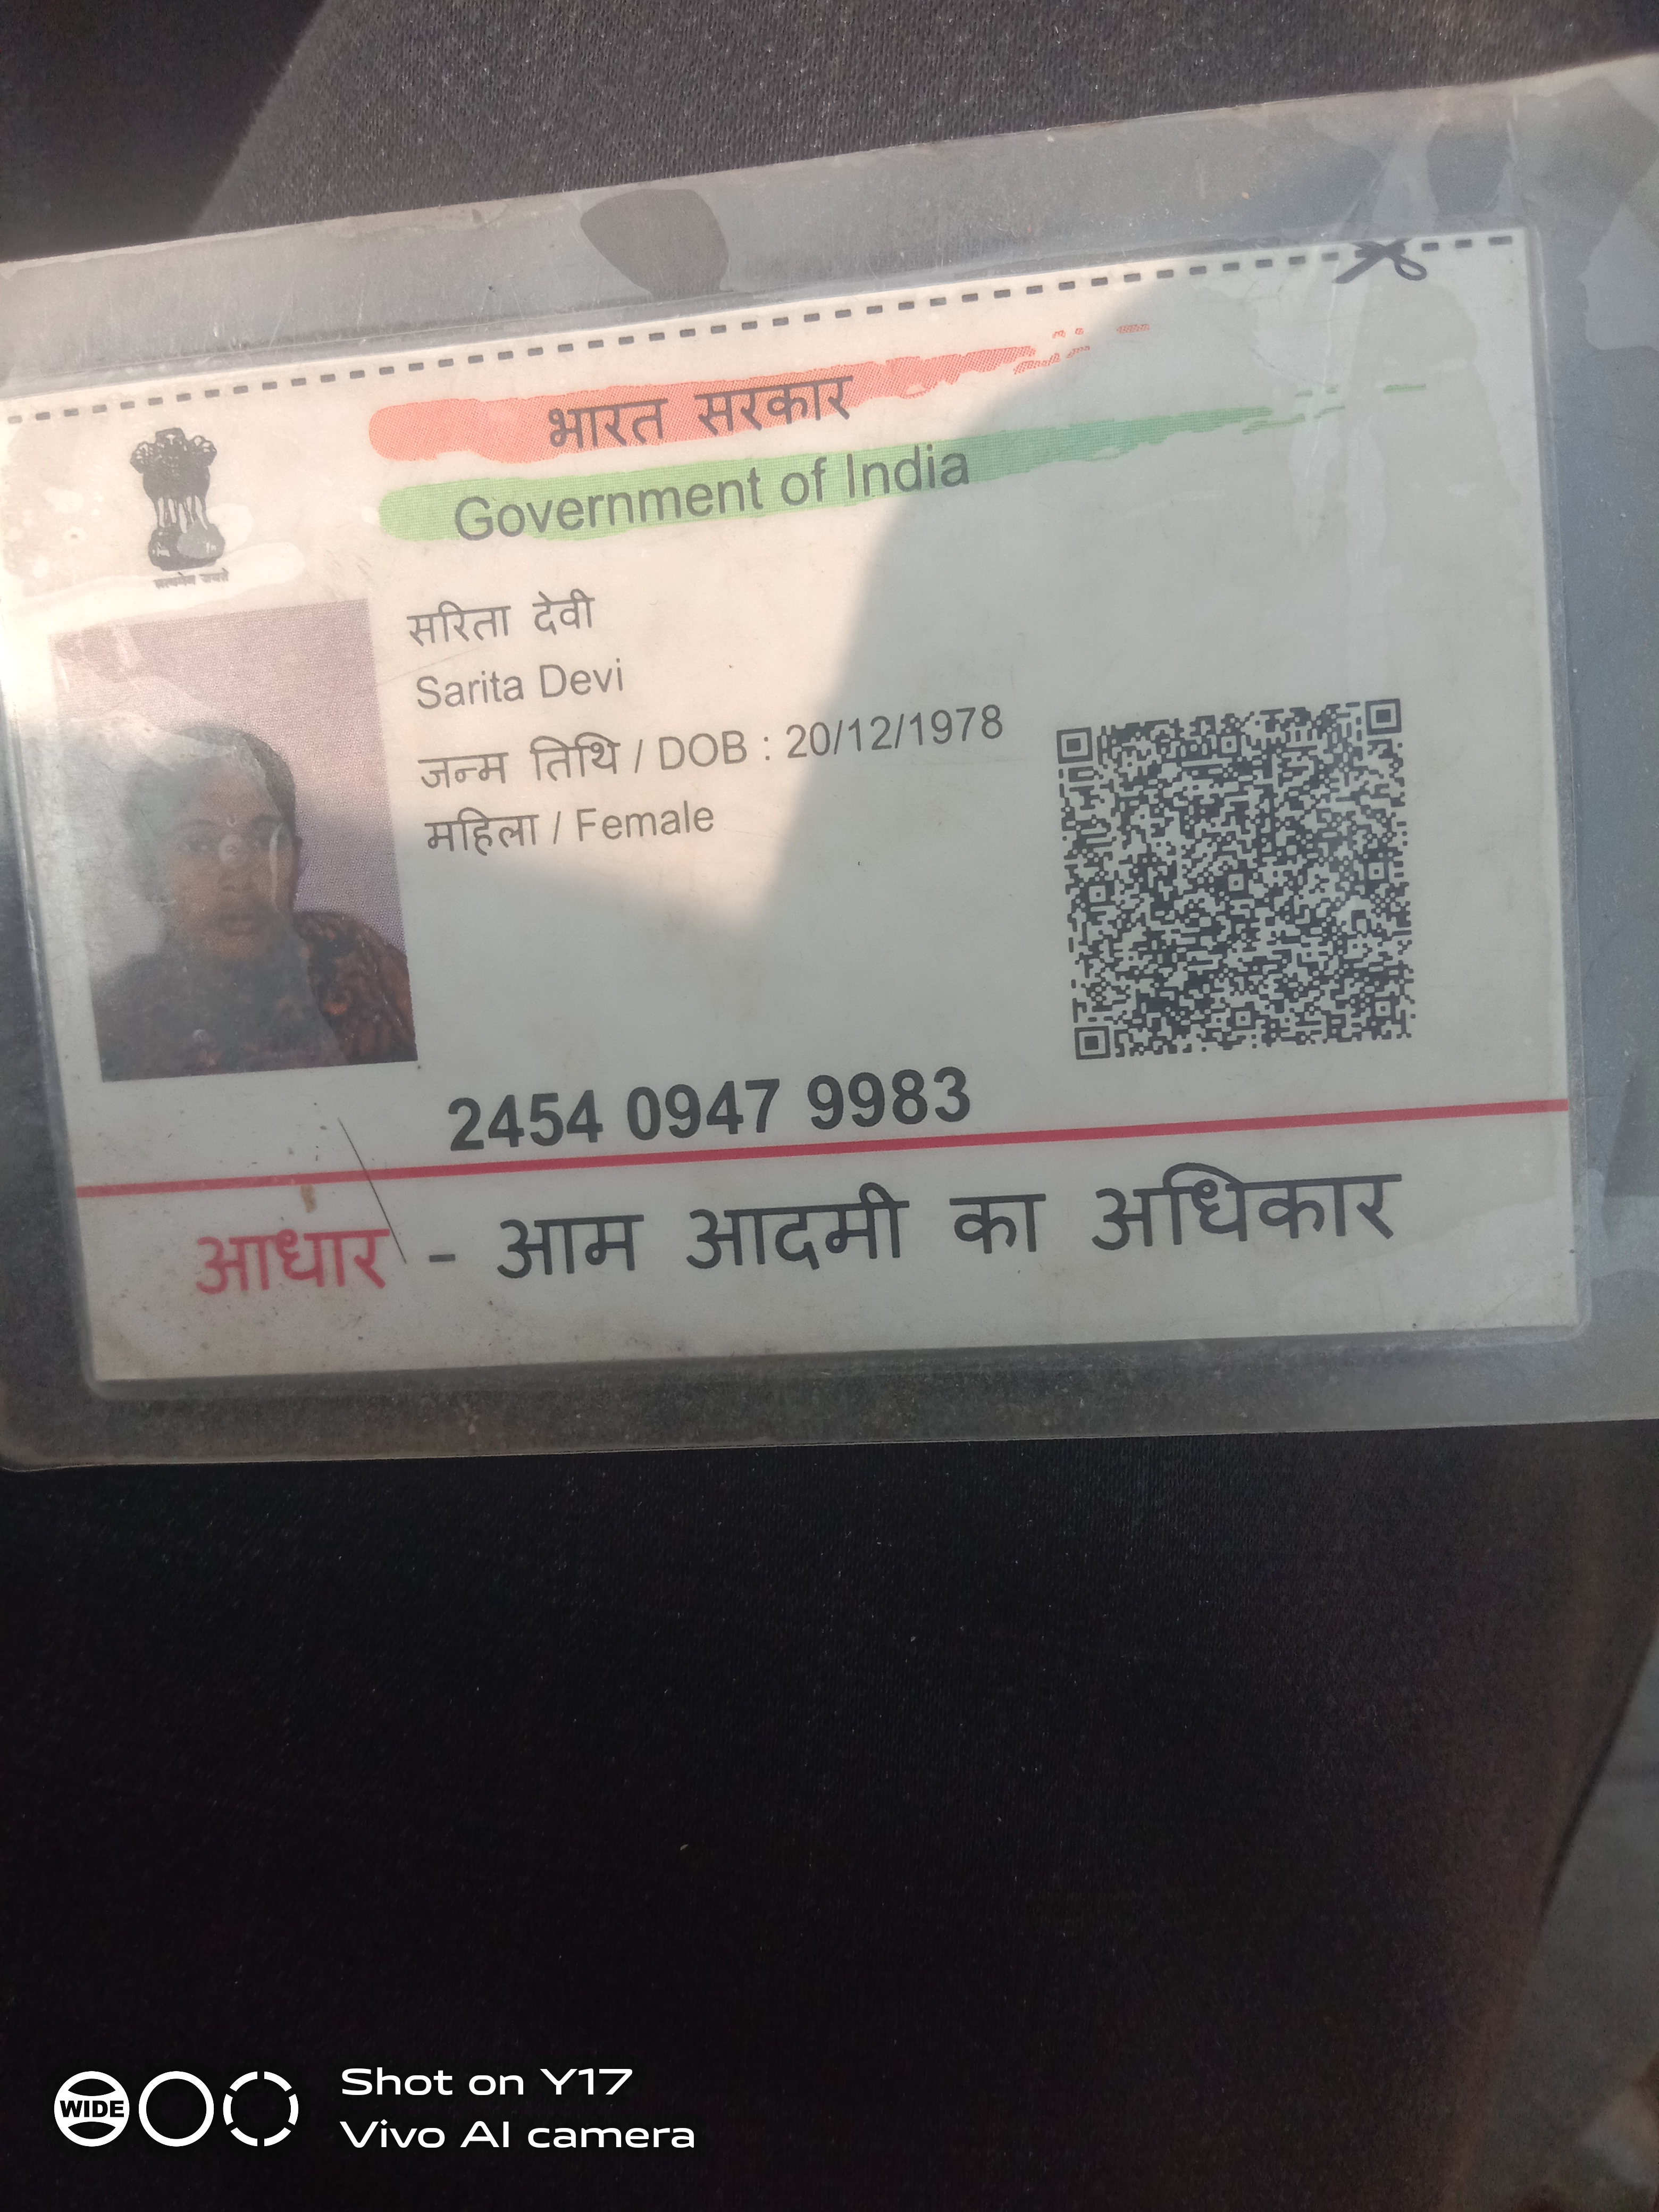 भारत सरकार
Government of India
सत्यमेव जयते
सरिता देवी
Sarita Devi
जन्म तिथि / DOB : 20/12/1978
महिला / Female
2454 0947 9983
आधार - आम आदमी का अधिकार
WIDE
Shot on Y17
Vivo AI camera